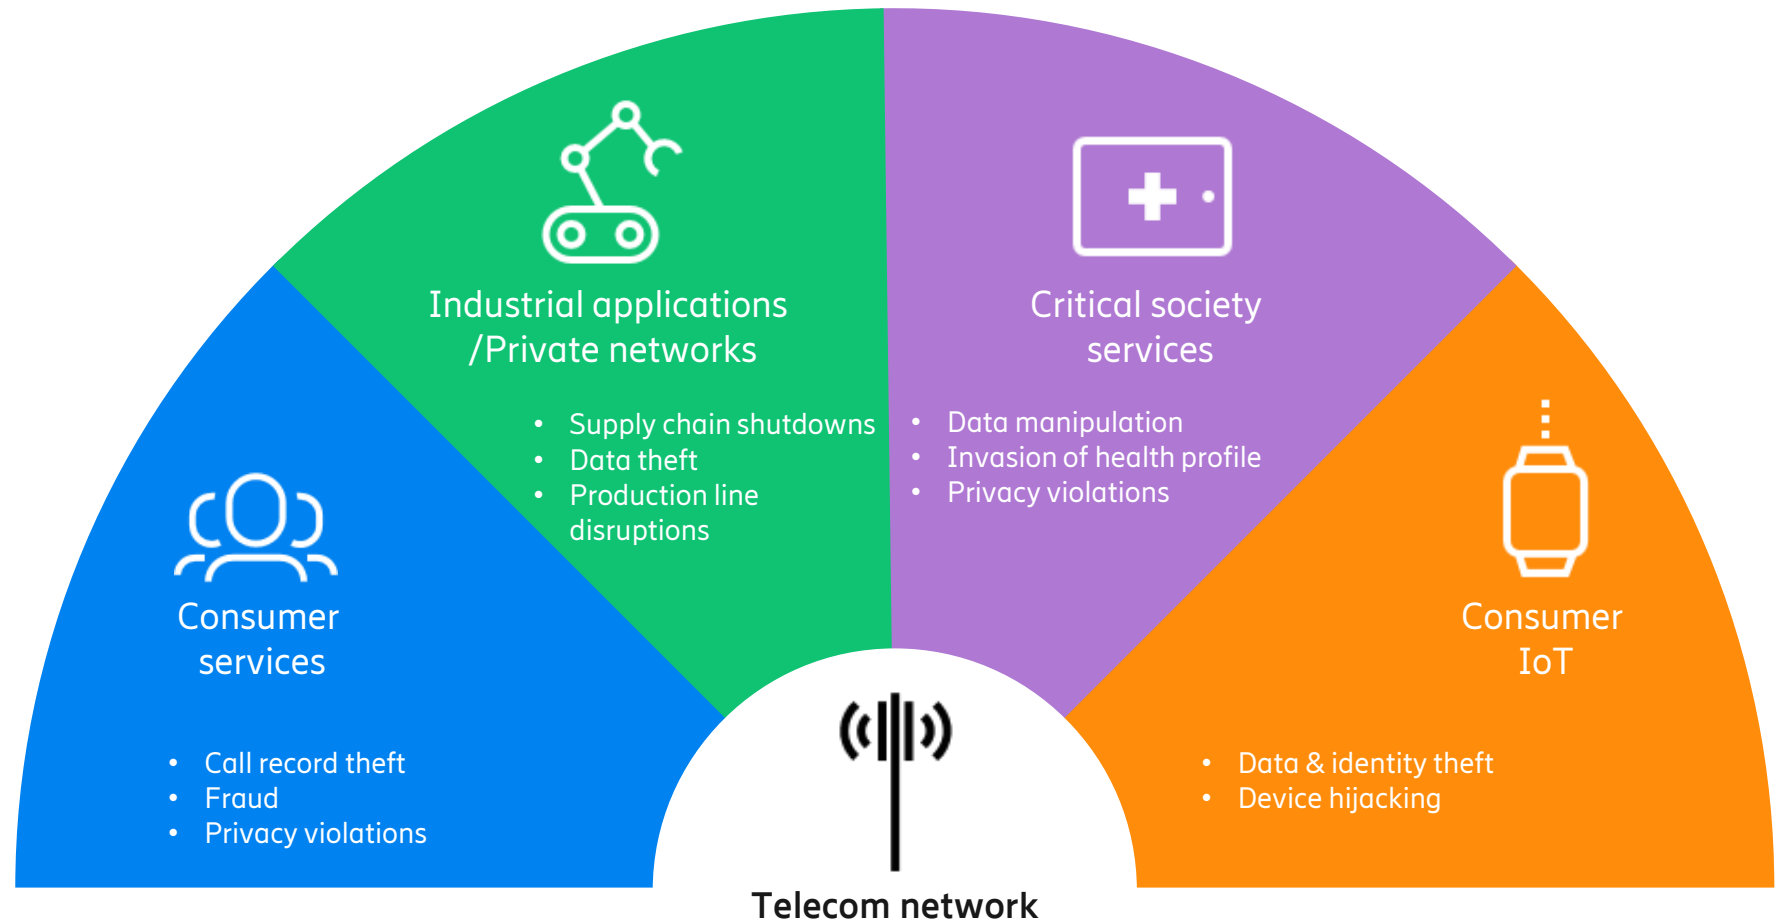 Industrial applications
/Private networks
• Supply chain shutdowns
• Data theft
• Production line
disruptions
Critical society
services
• Data manipulation
• Invasion of health profile
• Privacy violations
Consumer
services
• Call record theft
• Fraud
• Privacy violations
Consumer
IoT
• Data & identity theft
• Device hijacking
Telecom network